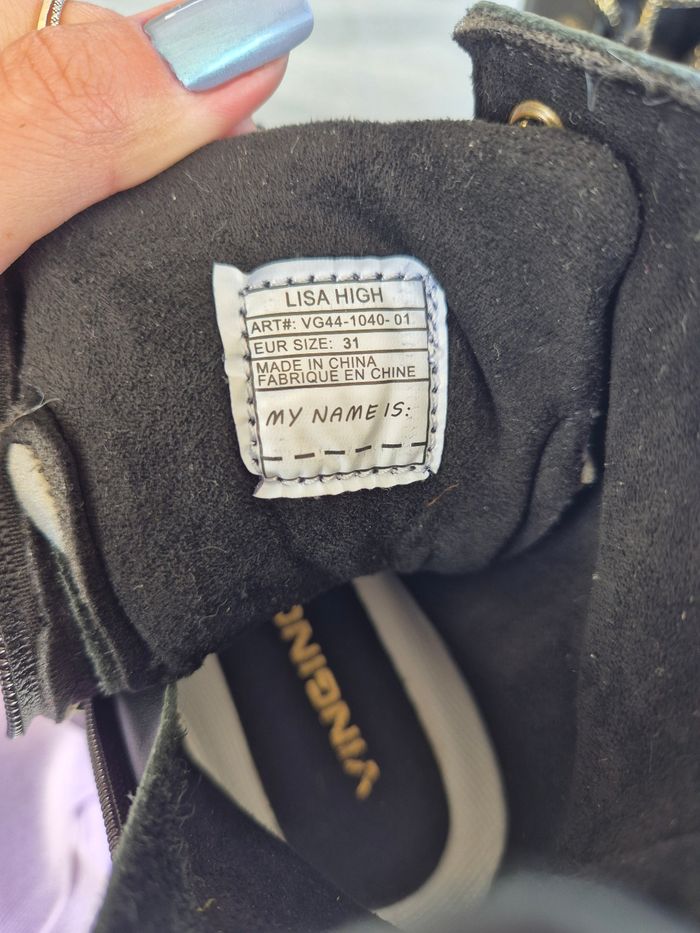 LISA HIGH
ART#: VG44-1040-01
EUR SIZE: 31
MADE IN CHINA
FABRIQUE EN CHINE
MY NAME IS:
VINGINO